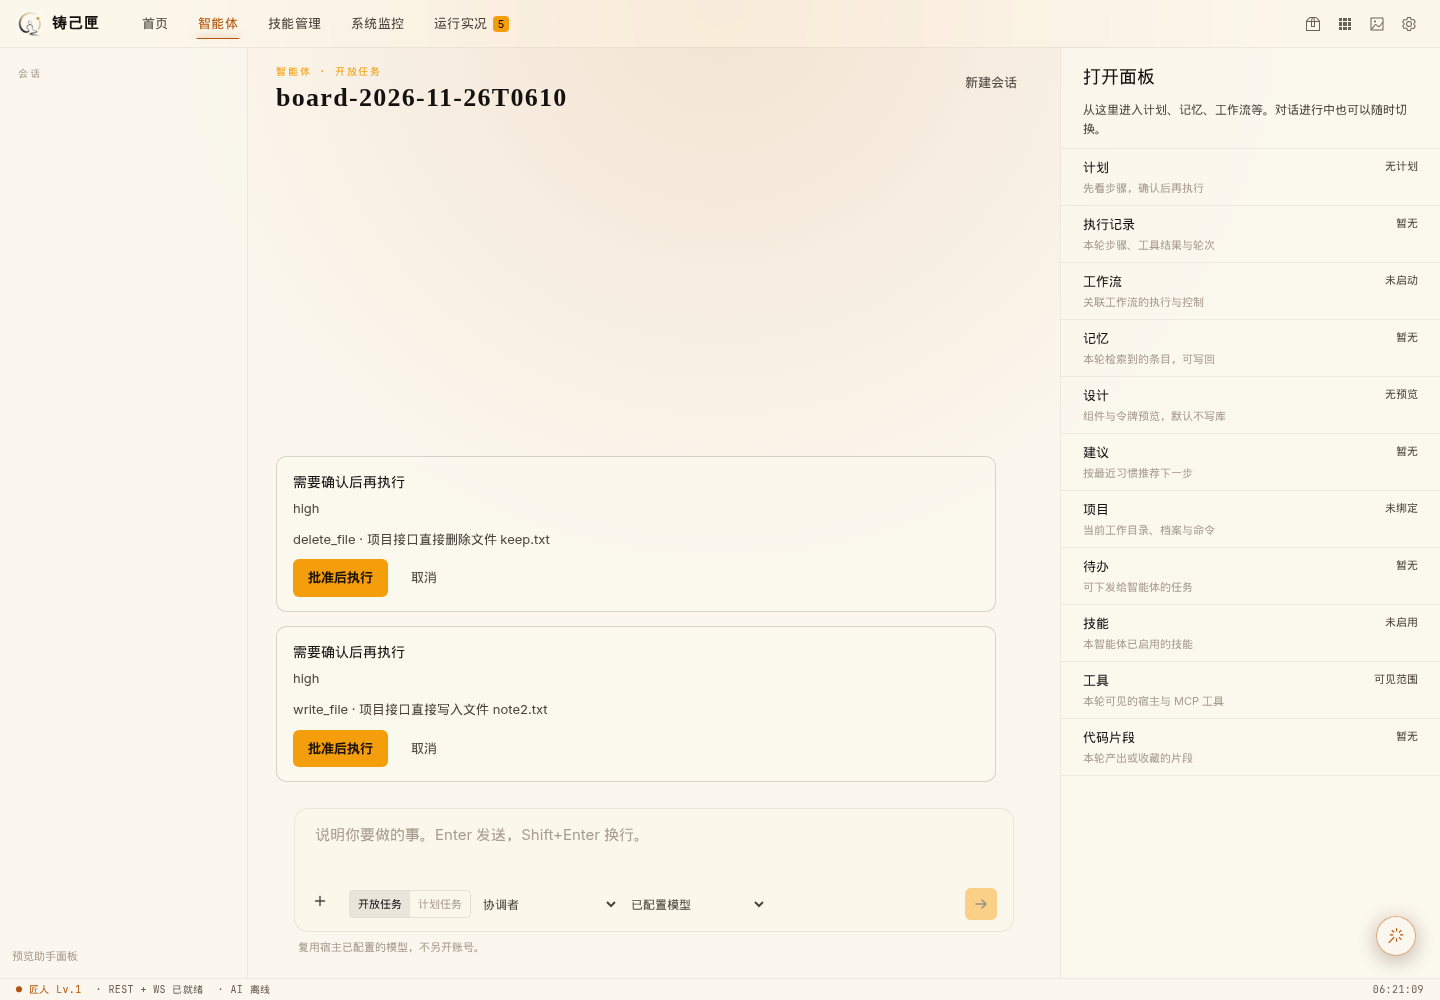 铸己匣
首页
智能体
技能管理
系统监控
运行实况 5
会话
智能体 · 开放任务
board-2026-11-26T0610
新建会话
需要确认后再执行
high
delete_file · 项目接口直接删除文件 keep.txt
批准后执行 取消
需要确认后再执行
high
write_file · 项目接口直接写入文件 note2.txt
批准后执行 取消
说明你要做的事。Enter 发送，Shift+Enter 换行。
+ 开放任务 计划任务 协调者 已配置模型
复用宿主已配置的模型，不另开账号。
打开面板
从这里进入计划、记忆、工作流等。对话进行中也可以随时切
换。
计划 无计划
先看步骤，确认后再执行
执行记录 暂无
本轮步骤、工具结果与轮次
工作流 未启动
关联工作流的执行与控制
记忆 暂无
本轮检索到的条目，可写回
设计 无预览
组件与令牌预览，默认不写库
建议 暂无
按最近习惯推荐下一步
项目 未绑定
当前工作目录、档案与命令
待办 暂无
可下发给智能体的任务
技能 未启用
本智能体已启用的技能
工具 可见范围
本轮可见的宿主与 MCP 工具
代码片段 暂无
本轮产出或收藏的片段
预览助手面板
匠人 Lv.1 · REST + WS 已就绪 · AI 离线
06:21:09